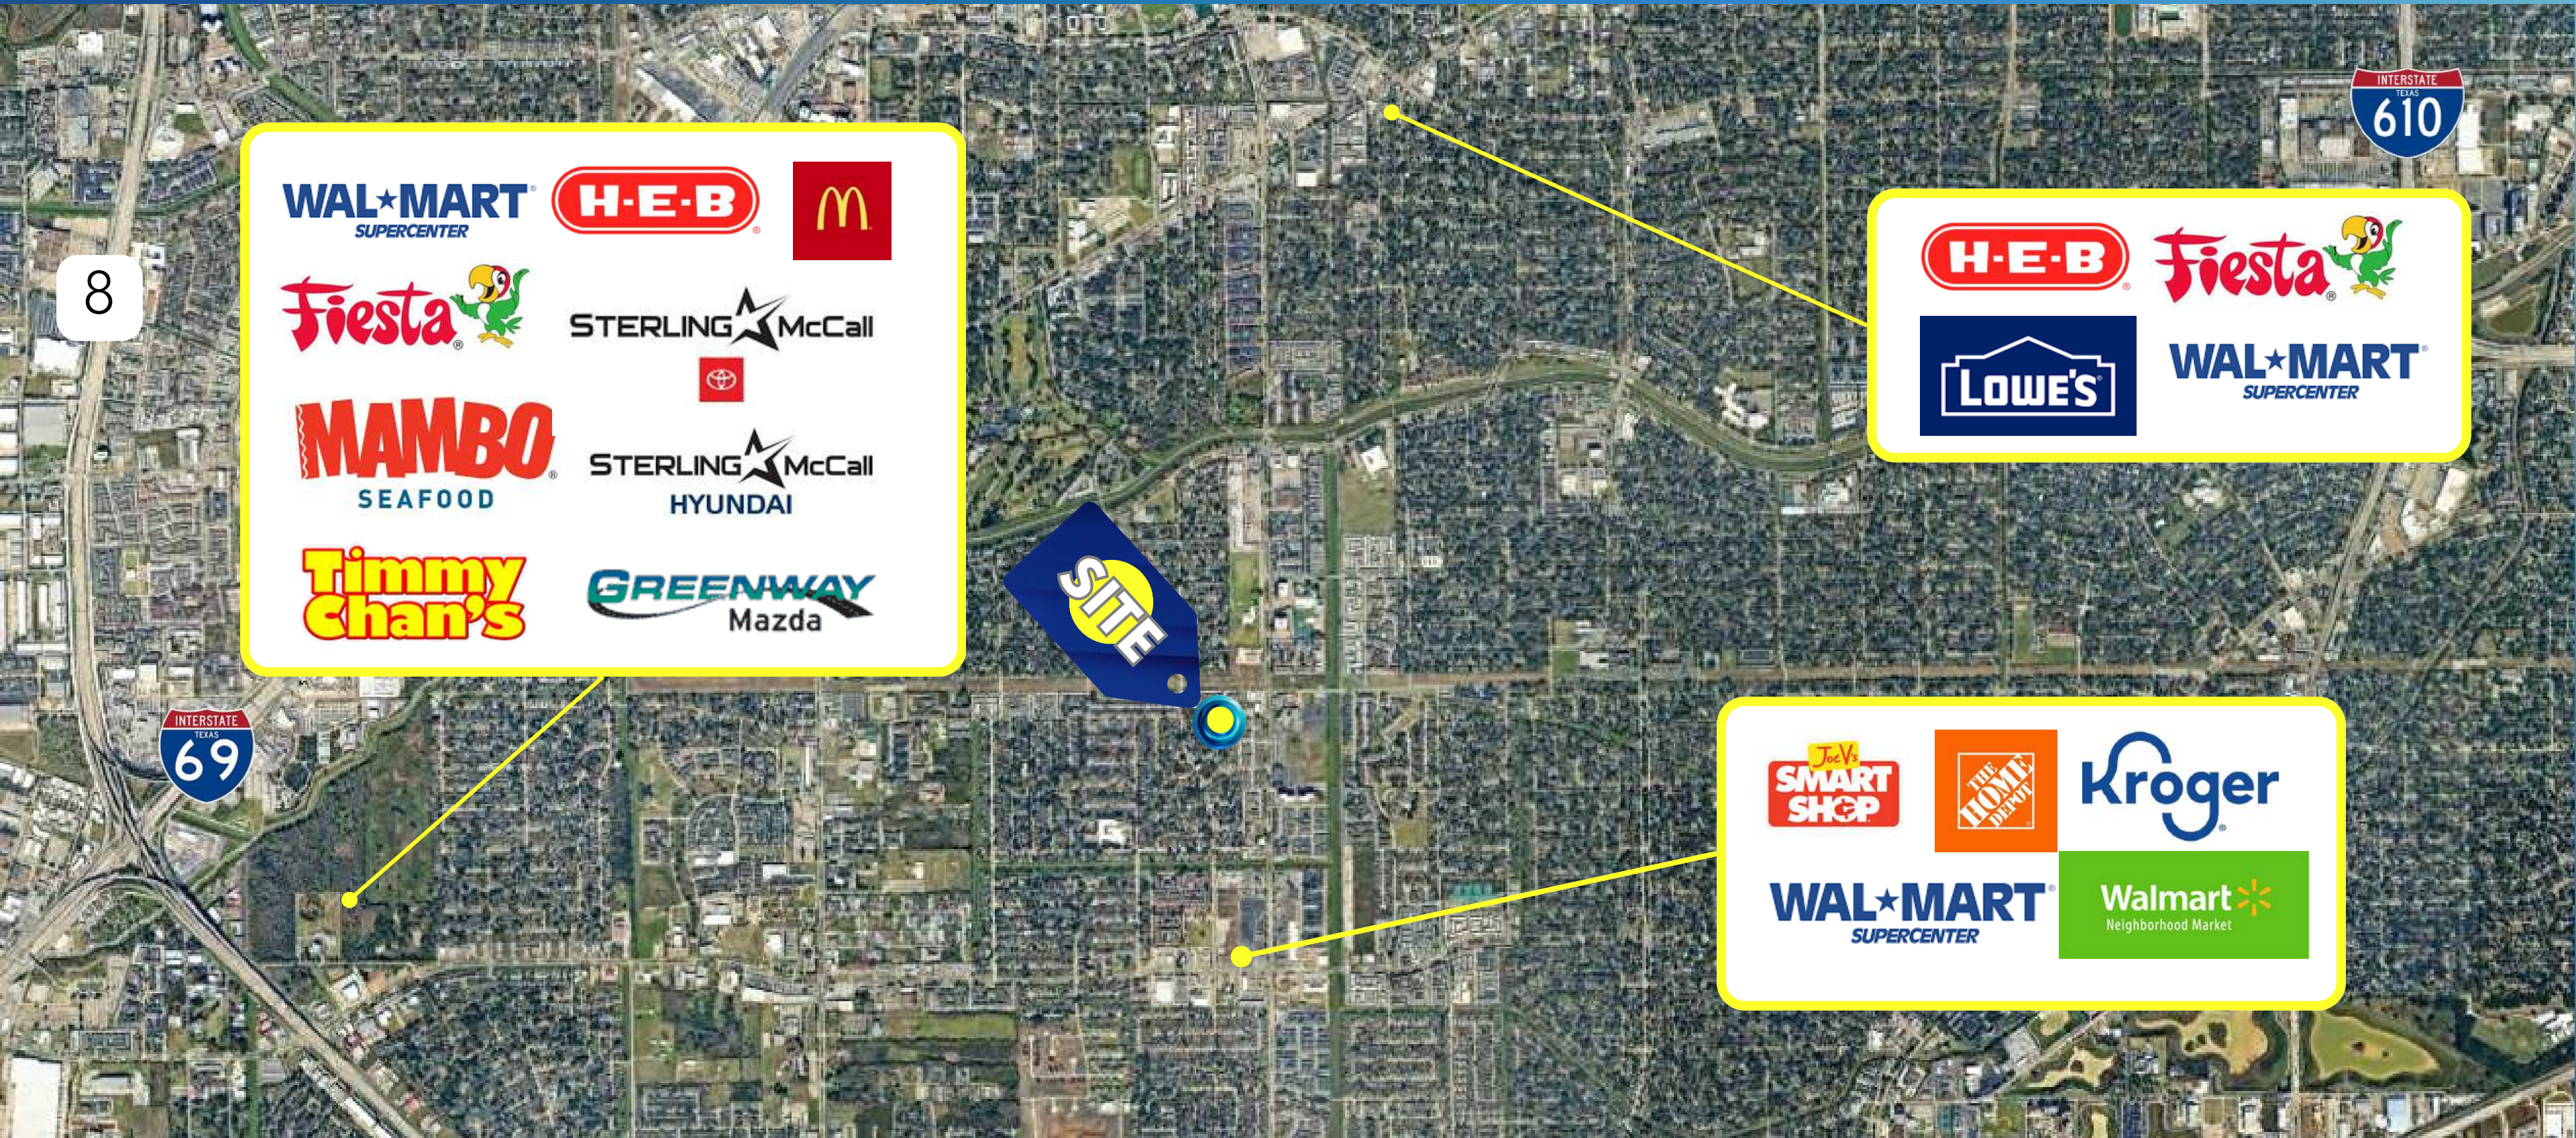 INTERSTATE
TEXAS
610
WAL★MART®
SUPERCENTER
H-E-B®
M
Fiesta®
STERLING McCall
MAMBO®
SEAFOOD
STERLING McCall
HYUNDAI
Timmy
Chan's
GREENWAY
Mazda
8
H-E-B®
Fiesta®
LOWE'S
WAL★MART®
SUPERCENTER
SITE
INTERSTATE
TEXAS
69
Joe V's
SMART
SHOP
THE
HOME
DEPOT
Kroger®
WAL★MART®
SUPERCENTER
Walmart
Neighborhood Market